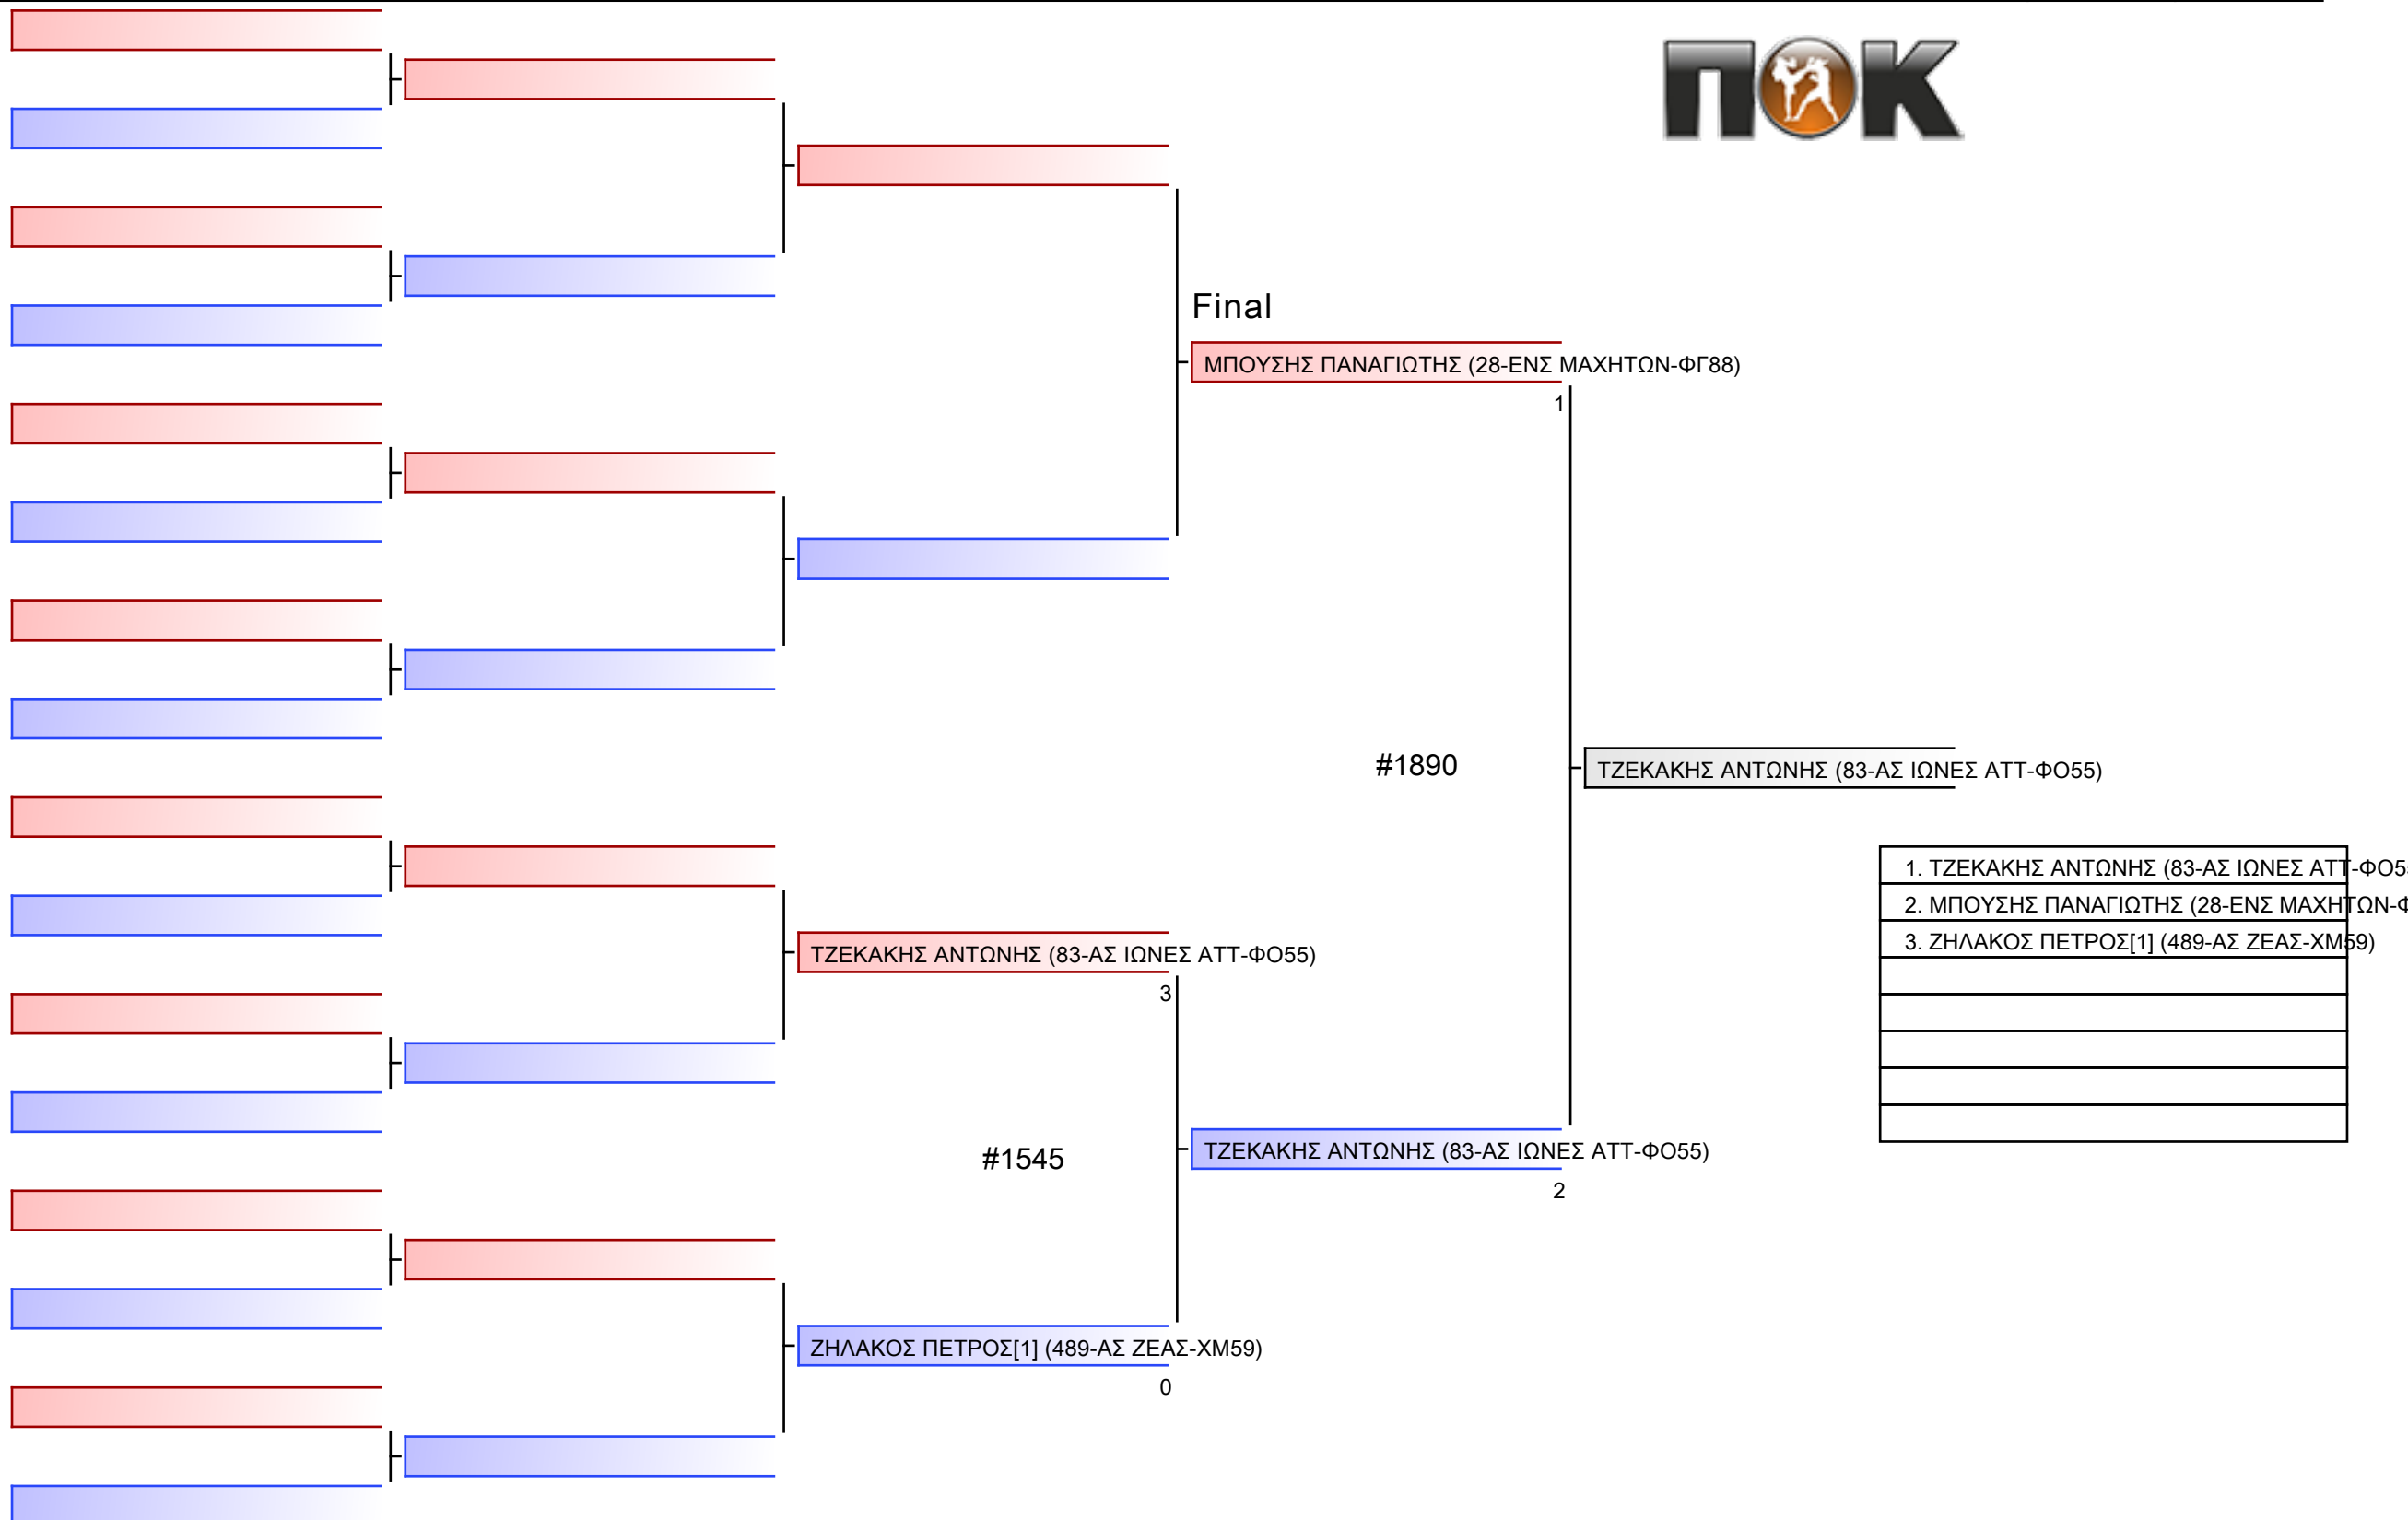 ΠΟΚ
Final
ΜΠΟΥΣΗΣ ΠΑΝΑΓΙΩΤΗΣ (28-ΕΝΣ ΜΑΧΗΤΩΝ-ΦΓ88)
1
#1890
ΤΖΕΚΑΚΗΣ ΑΝΤΩΝΗΣ (83-ΑΣ ΙΩΝΕΣ ΑΤΤ-ΦΟ55)
1. ΤΖΕΚΑΚΗΣ ΑΝΤΩΝΗΣ (83-ΑΣ ΙΩΝΕΣ ΑΤΤ-ΦΟ5
2. ΜΠΟΥΣΗΣ ΠΑΝΑΓΙΩΤΗΣ (28-ΕΝΣ ΜΑΧΗΤΩΝ-Φ
3. ΖΗΛΑΚΟΣ ΠΕΤΡΟΣ[1] (489-ΑΣ ΖΕΑΣ-ΧΜ59)
ΤΖΕΚΑΚΗΣ ΑΝΤΩΝΗΣ (83-ΑΣ ΙΩΝΕΣ ΑΤΤ-ΦΟ55)
3
#1545
ΤΖΕΚΑΚΗΣ ΑΝΤΩΝΗΣ (83-ΑΣ ΙΩΝΕΣ ΑΤΤ-ΦΟ55)
2
ΖΗΛΑΚΟΣ ΠΕΤΡΟΣ[1] (489-ΑΣ ΖΕΑΣ-ΧΜ59)
0